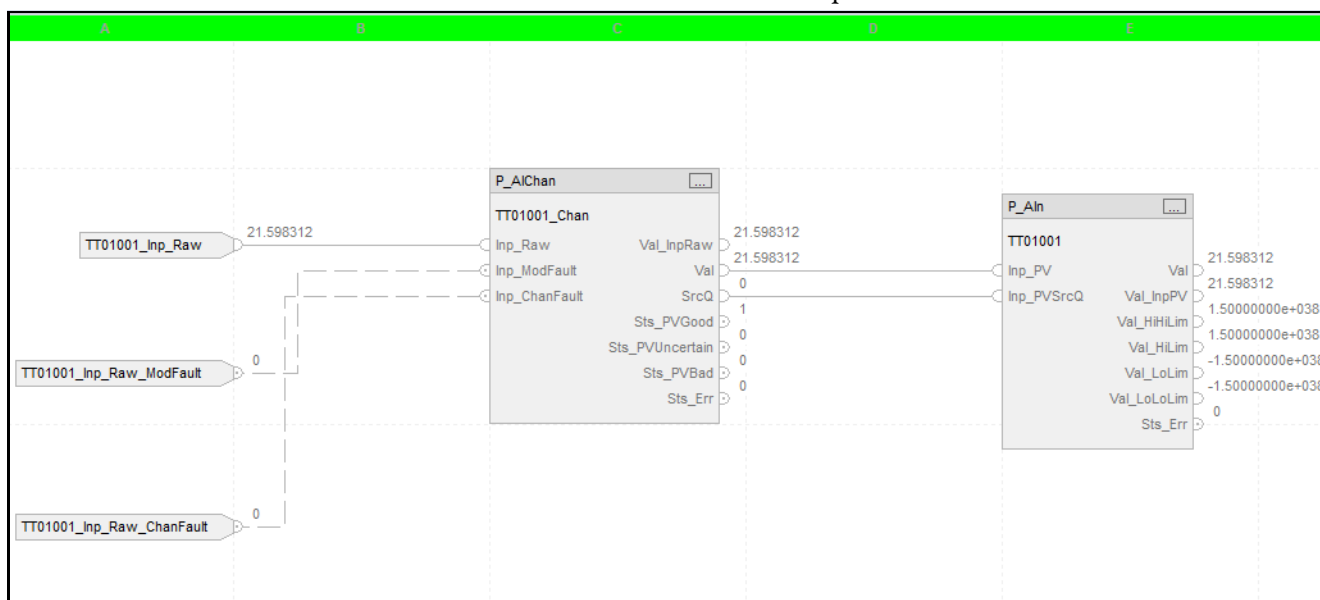 A B C D E
P_AIChan ...
TT01001_Chan
P_AIn ...
TT01001
TT01001_Inp_Raw
21.598312
Inp_Raw Val_InpRaw
21.598312
Inp_ModFault Val
21.598312
Inp_ChanFault SrcQ
0
Sts_PVGood
1
Sts_PVUncertain
0
Sts_PVBad
0
Sts_Err
0
Inp_PV Val
21.598312
Inp_PVSrcQ Val_InpPV
21.598312
Val_HiHiLim
1.50000000e+038
Val_HiLim
1.50000000e+038
Val_LoLim
-1.50000000e+038
Val_LoLoLim
-1.50000000e+038
Sts_Err
0
TT01001_Inp_Raw_ModFault
0
TT01001_Inp_Raw_ChanFault
0